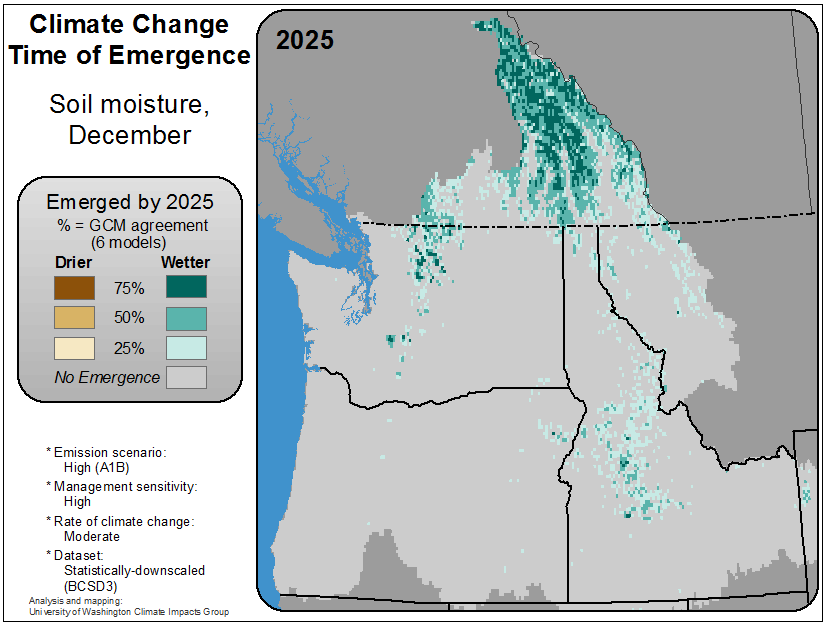 Climate Change
Time of Emergence
Soil moisture,
December
Emerged by 2025
% = GCM agreement
(6 models)
Drier Wetter
75%
50%
25%
No Emergence
* Emission scenario:
High (A1B)
* Management sensitivity:
High
* Rate of climate change:
Moderate
* Dataset:
Statistically-downscaled
(BCSD3)
Analysis and mapping:
University of Washington Climate Impacts Group
2025